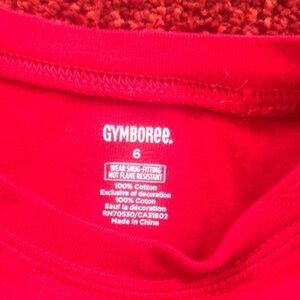 GYMBOREE.
6
WEAR SNUG-FITTING
NOT FLAME RESISTANT
100% Cotton
Exclusive of decoration
100% Coton
Sauf la décoration
RN70530/CA31802
Made in China